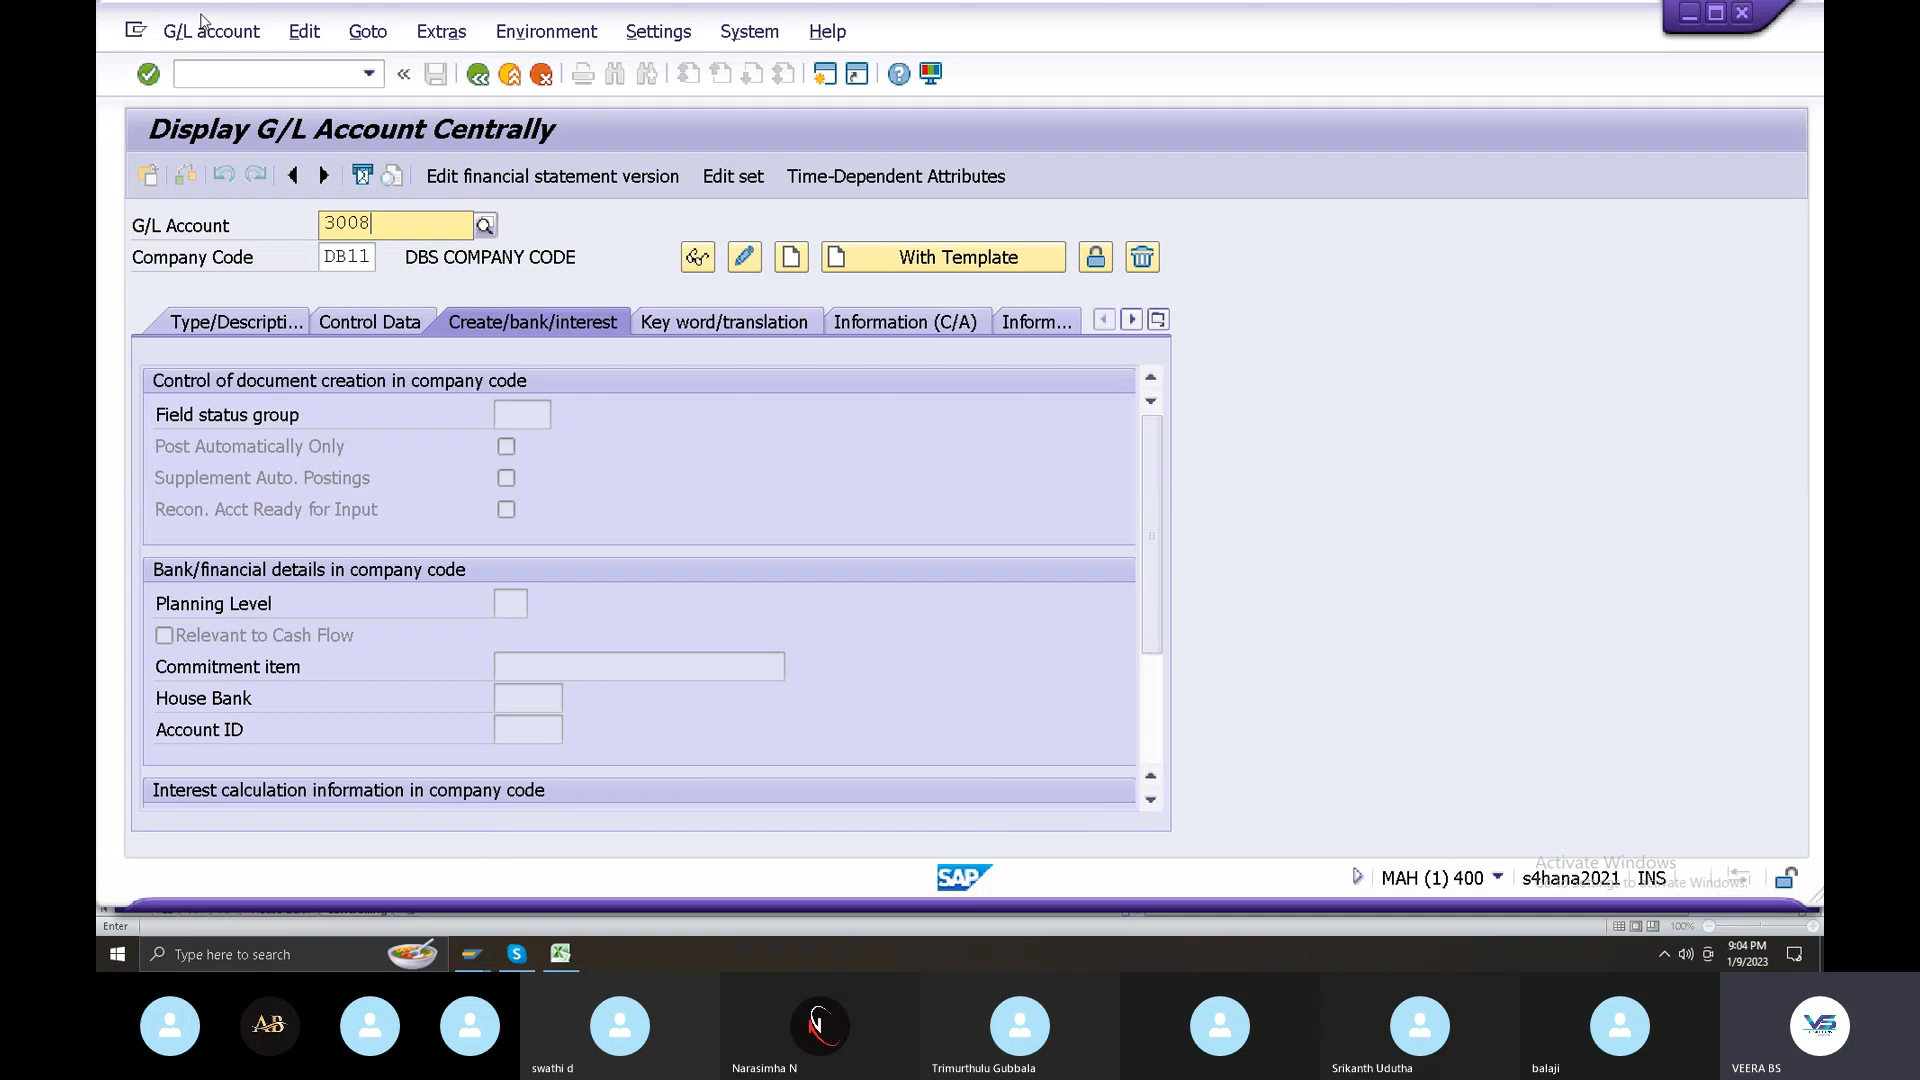 G/L account Edit Goto Extras Environment Settings System Help
Display G/L Account Centrally
Edit financial statement version Edit set Time-Dependent Attributes
G/L Account 3008
Company Code DB11 DBS COMPANY CODE With Template
Type/Descripti... Control Data Create/bank/interest Key word/translation Information (C/A) Inform...
Control of document creation in company code
Field status group
Post Automatically Only
Supplement Auto. Postings
Recon. Acct Ready for Input
Bank/financial details in company code
Planning Level
Relevant to Cash Flow
Commitment item
House Bank
Account ID
Interest calculation information in company code
Activate Windows
SAP MAH (1) 400 s4hana2021 INS
Enter 100%
Type here to search 9:04 PM
1/9/2023
AB N VS
swathi d Narasimha N Trimurthulu Gubbala Srikanth Udutha balaji VEERA BS